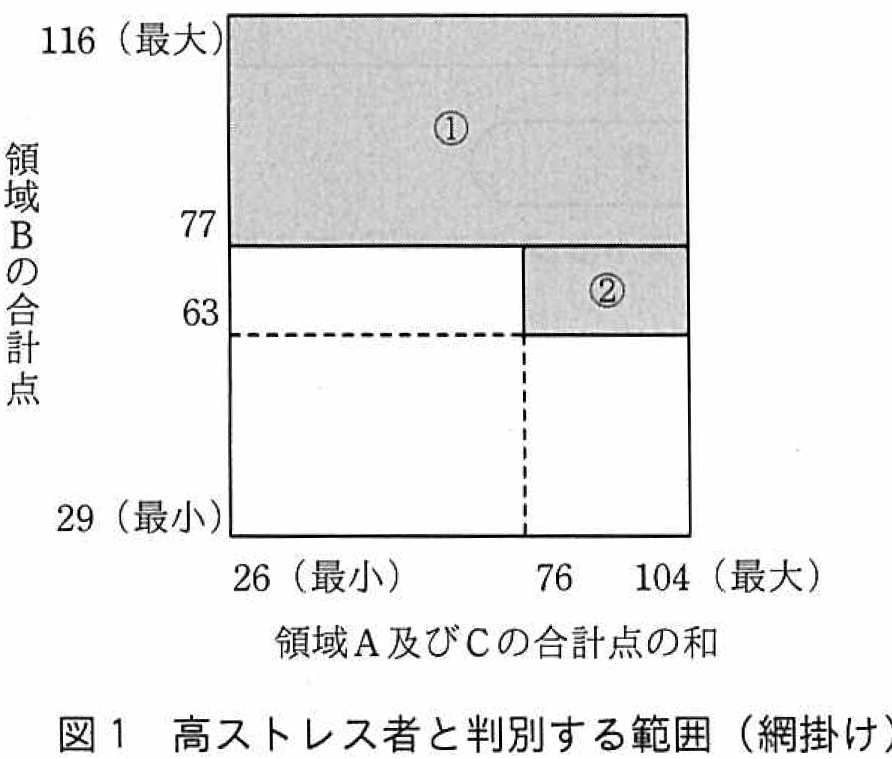 116（最大）
①
領域Bの合計点
77
②
63
29（最小）
26（最小）
76
104（最大）
領域A及びCの合計点の和
図1 高ストレス者と判別する範囲（網掛け）